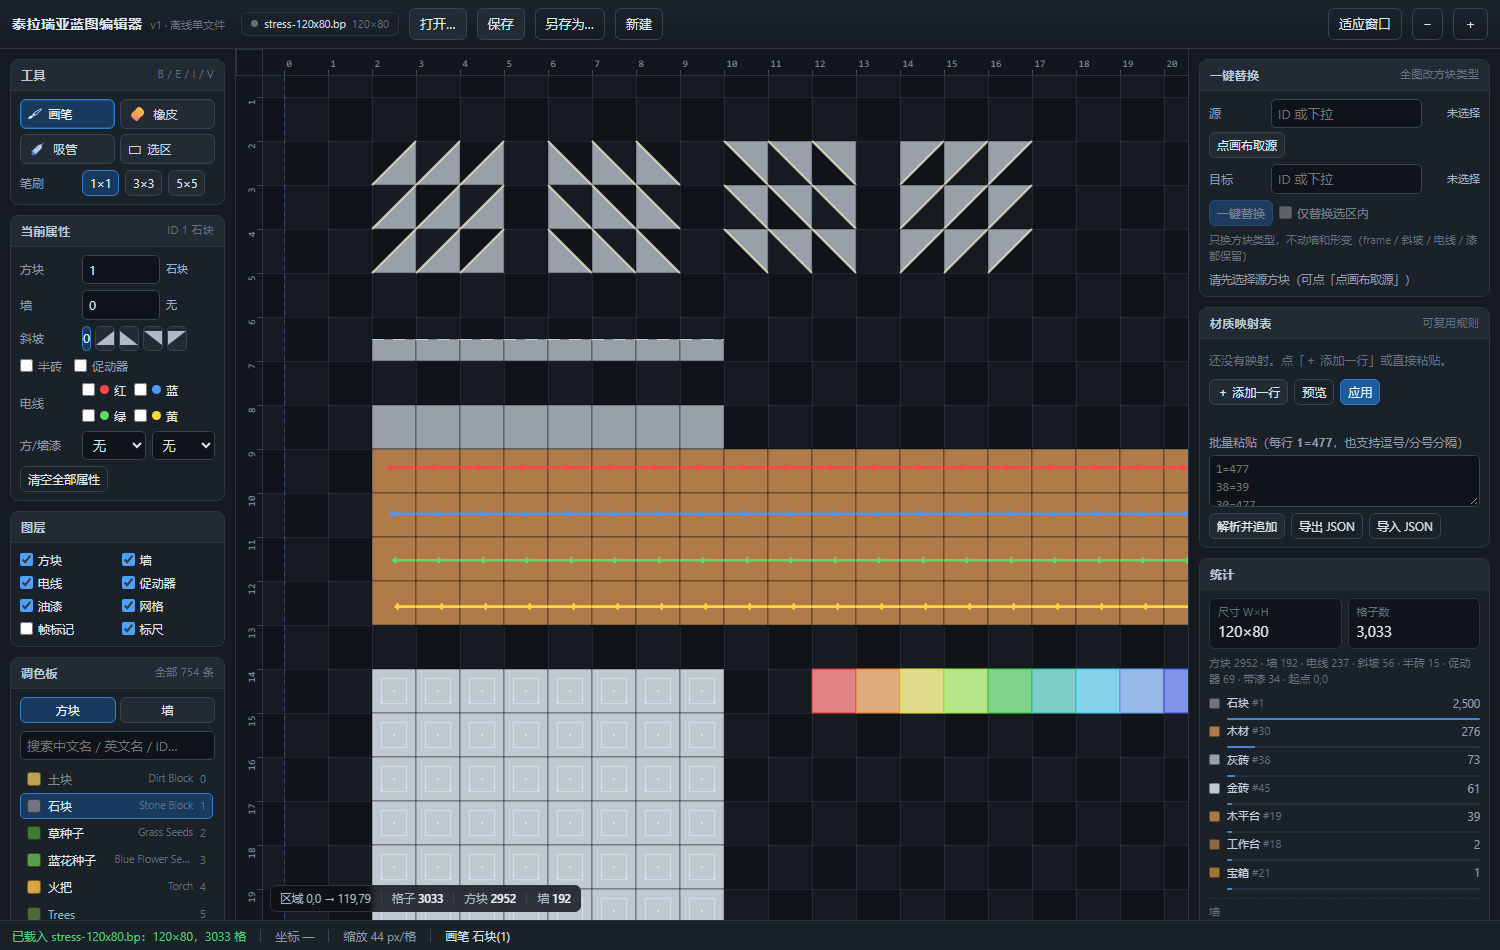 泰拉瑞亚蓝图编辑器 v1 · 离线单文件 stress-120x80.bp 120×80 打开... 保存 另存为... 新建 适应窗口 − +
工具 B / E / I / V
画笔 橡皮
吸管 选区
笔刷 1×1 3×3 5×5
当前属性 ID 1 石块
方块 1 石块
墙 0 无
斜坡 0
半砖 促动器
电线 红 蓝
绿 黄
方/墙漆 无 无
清空全部属性
图层
方块 墙
电线 促动器
油漆 网格
帧标记 标尺
调色板 全部 754 条
方块 墙
搜索中文名 / 英文名 / ID...
土块 Dirt Block 0
石块 Stone Block 1
草种子 Grass Seeds 2
蓝花种子 Blue Flower Se... 3
火把 Torch 4
Trees 5
0 1 2 3 4 5 6 7 8 9 10 11 12 13 14 15 16 17 18 19 20
1
2
3
4
5
6
7
8
9
10
11
12
13
14
15
16
17
18
19
区域 0,0 → 119,79 格子 3033 方块 2952 墙 192
一键替换 全图改方块类型
源 ID 或下拉 未选择
点画布取源
目标 ID 或下拉 未选择
一键替换 仅替换选区内
只换方块类型，不动墙和形变（frame / 斜坡 / 电线 / 漆
都保留）
请先选择源方块（可点「点画布取源」）
材质映射表 可复用规则
还没有映射。点「＋ 添加一行」或直接粘贴。
＋ 添加一行 预览 应用
批量粘贴（每行 1=477，也支持逗号/分号分隔）
1=477
38=39
30=477
解析并追加 导出 JSON 导入 JSON
统计
尺寸 W×H 格子数
120×80 3,033
方块 2952 · 墙 192 · 电线 237 · 斜坡 56 · 半砖 15 · 促动
器 69 · 带漆 34 · 起点 0,0
石块 #1 2,500
木材 #30 276
灰砖 #38 73
金砖 #45 61
木平台 #19 39
工作台 #18 2
宝箱 #21 1
墙
已载入 stress-120x80.bp：120×80，3033 格 坐标 — 缩放 44 px/格 画笔 石块(1)